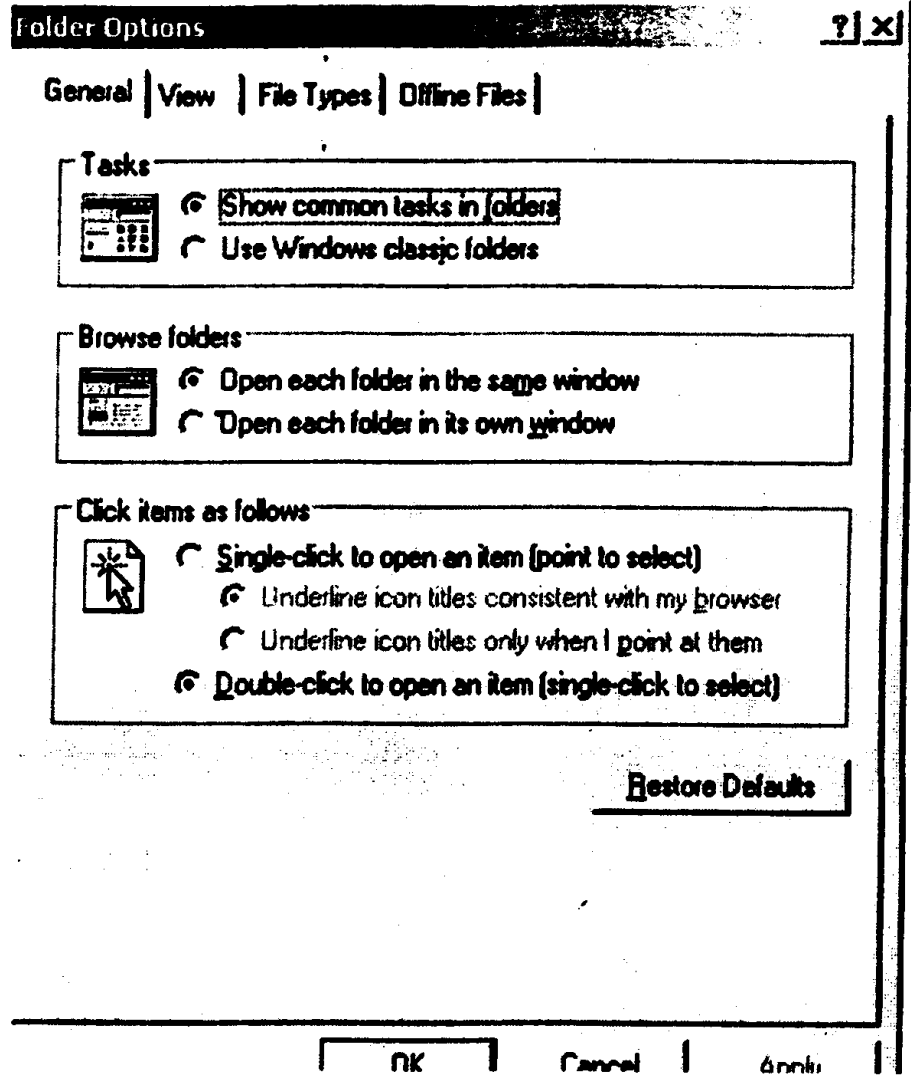 Folder Options ? X
General View File Types Offline Files
Tasks
Show common tasks in folders
Use Windows classic folders
Browse folders
Open each folder in the same window
Open each folder in its own window
Click items as follows
Single-click to open an item (point to select)
Underline icon titles consistent with my browser
Underline icon titles only when I point at them
Double-click to open an item (single-click to select)
Restore Defaults
OK Cancel Apply